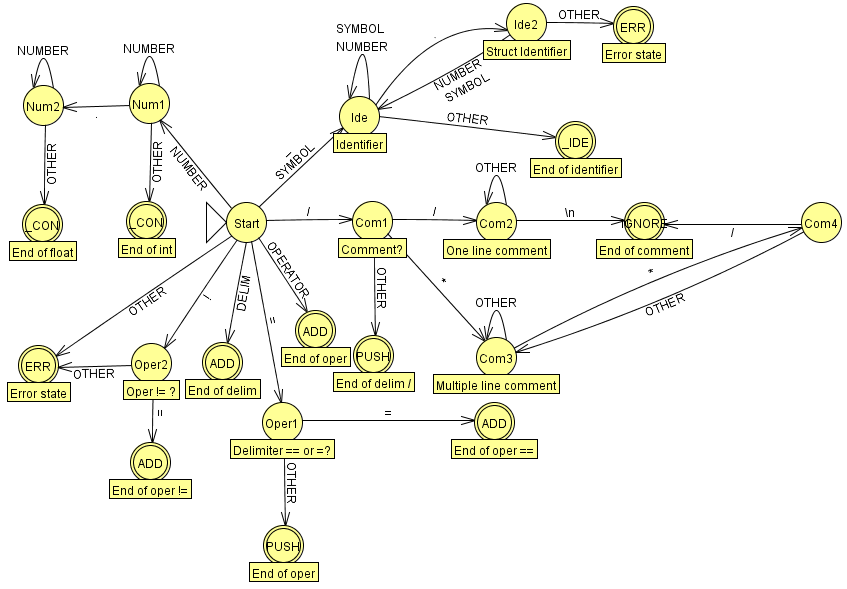 SYMBOL
NUMBER
.
Ide2
Struct Identifier
OTHER
ERR
Error state
NUMBER
SYMBOL
NUMBER
Num2
NUMBER
Num1
.
Ide
Identifier
OTHER
_IDE
End of identifier
OTHER
_CON
End of float
OTHER
_CON
End of int
NUMBER
_
SYMBOL
Start
/
Com1
Comment?
/
OTHER
Com2
One line comment
\n
IGNORE
End of comment
/
Com4
OTHER
!
DELIM
=
OPERATOR
OTHER
*
*
OTHER
OTHER
Com3
Multiple line comment
ERR
Error state
OTHER
Oper2
Oper != ?
ADD
End of delim
ADD
End of oper
PUSH
End of delim /
=
ADD
End of oper !=
Oper1
Delimiter == or =?
=
ADD
End of oper ==
OTHER
PUSH
End of oper